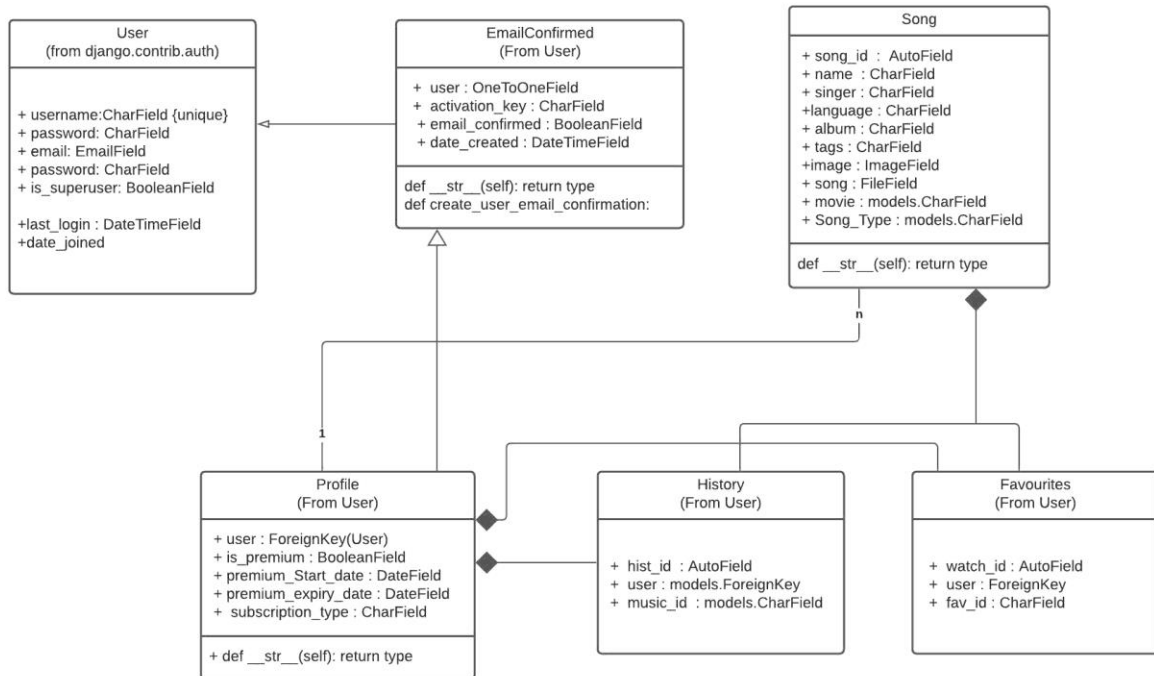 User
(from django.contrib.auth)
+ username:CharField {unique}
+ password: CharField
+ email: EmailField
+ password: CharField
+ is_superuser: BooleanField
+last_login : DateTimeField
+date_joined
EmailConfirmed
(From User)
+ user : OneToOneField
+ activation_key : CharField
+ email_confirmed : BooleanField
+ date_created : DateTimeField
def __str__(self): return type
def create_user_email_confirmation:
Song
+ song_id : AutoField
+ name : CharField
+ singer : CharField
+language : CharField
+ album : CharField
+ tags : CharField
+image : ImageField
+ song : FileField
+ movie : models.CharField
+ Song_Type : models.CharField
def __str__(self): return type
n
1
Profile
(From User)
+ user : ForeignKey(User)
+ is_premium : BooleanField
+ premium_Start_date : DateField
+ premium_expiry_date : DateField
+ subscription_type : CharField
+ def __str__(self): return type
History
(From User)
+ hist_id : AutoField
+ user : models.ForeignKey
+ music_id : models.CharField
Favourites
(From User)
+ watch_id : AutoField
+ user : ForeignKey
+ fav_id : CharField